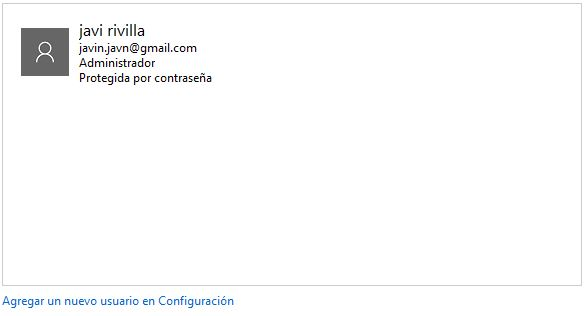 javi rivilla
javin.javn@gmail.com
Administrador
Protegida por contraseña
Agregar un nuevo usuario en Configuración